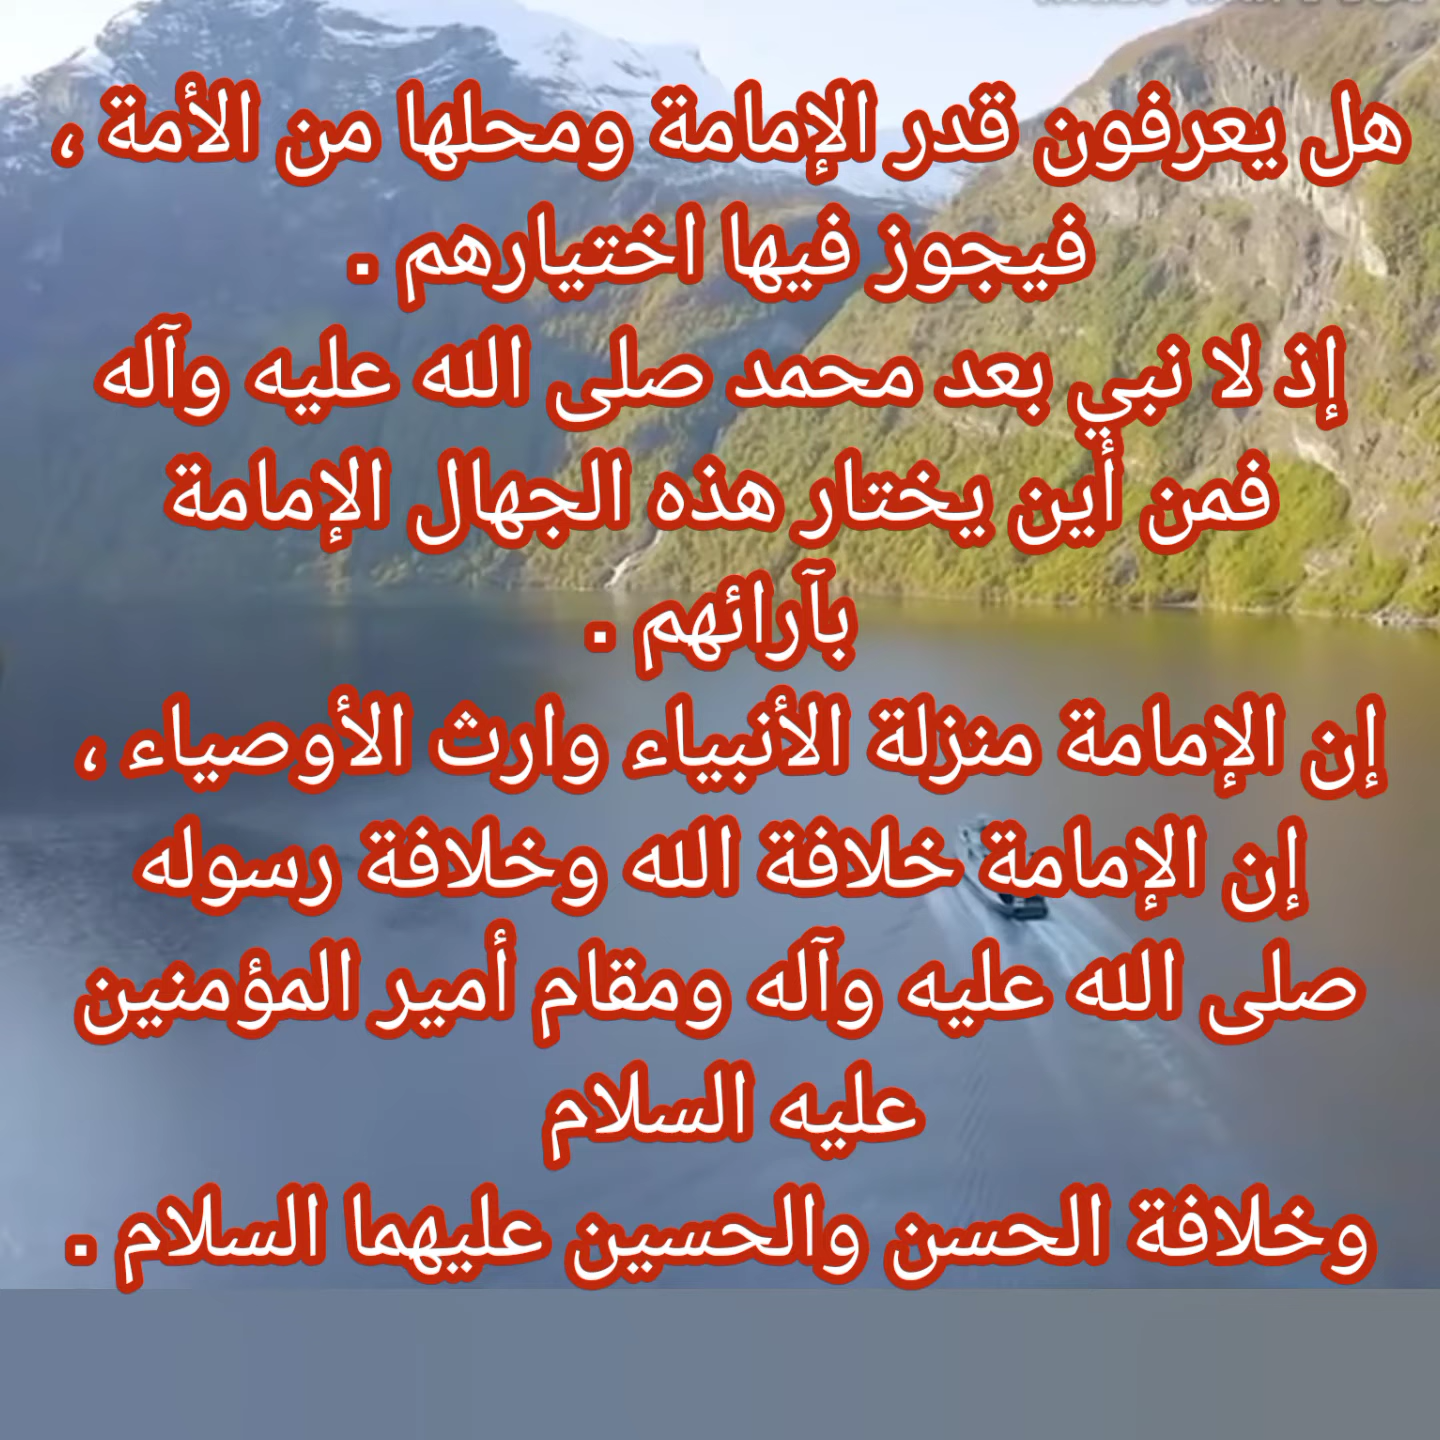 هل يعرفون قدر الإمامة ومحلها من الأمة ،
فيجوز فيها اختيارهم .
إذ لا نبي بعد محمد صلى الله عليه وآله
فمن أين يختار هذه الجهال الإمامة
بآرائهم .
إن الإمامة منزلة الأنبياء وارث الأوصياء ،
إن الإمامة خلافة الله وخلافة رسوله
صلى الله عليه وآله ومقام أمير المؤمنين
عليه السلام
وخلافة الحسن والحسين عليهما السلام .